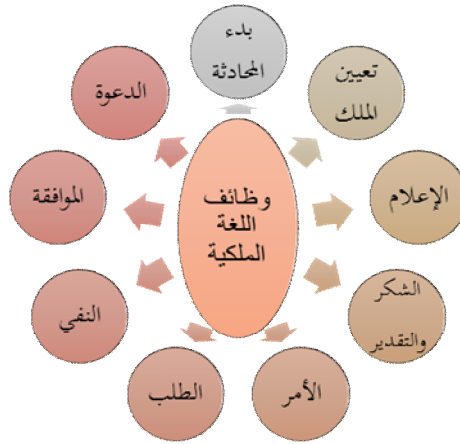 بدء
المحادثة
تعيين
الملك
الإعلام
الشكر
والتقدير
الأمر
الطلب
النفي
الموافقة
الدعوة
وظائف
اللغة
الملكية